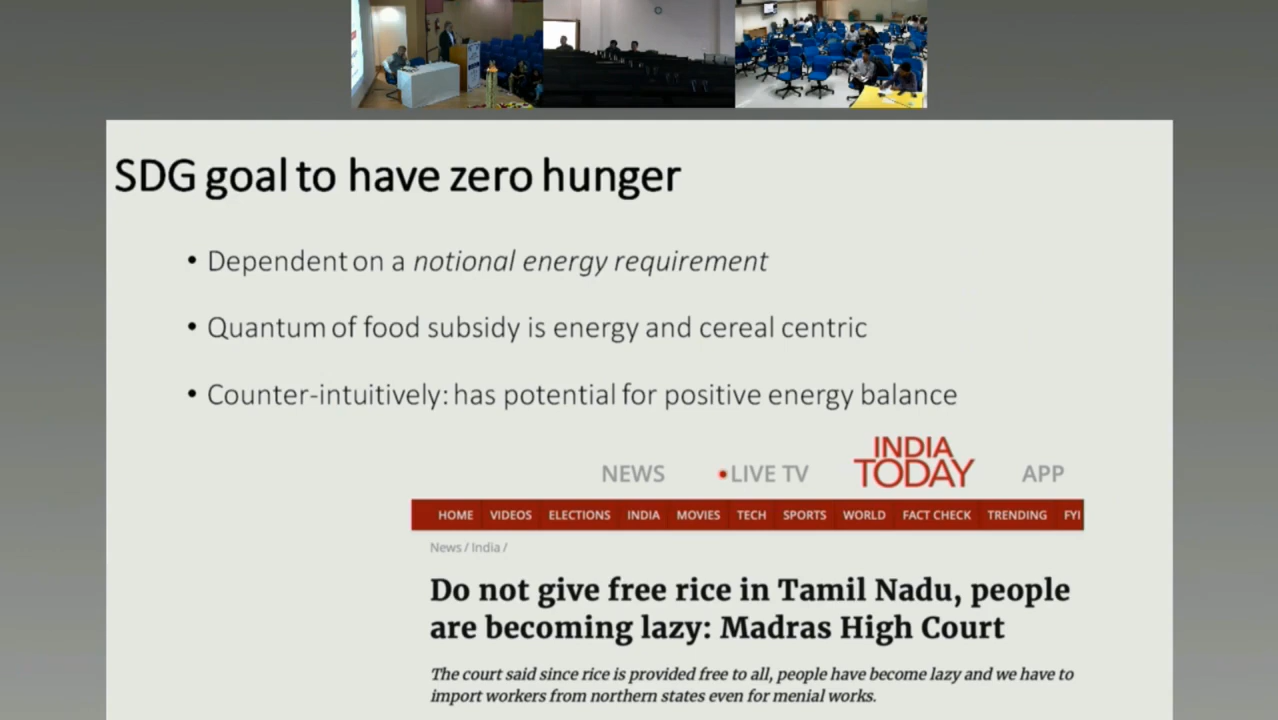 SDG goal to have zero hunger
• Dependent on a notional energy requirement
• Quantum of food subsidy is energy and cereal centric
• Counter-intuitively: has potential for positive energy balance
NEWS •LIVE TV INDIA TODAY APP
HOME VIDEOS ELECTIONS INDIA MOVIES TECH SPORTS WORLD FACT CHECK TRENDING FYI
News / India /
Do not give free rice in Tamil Nadu, people
are becoming lazy: Madras High Court
The court said since rice is provided free to all, people have become lazy and we have to
import workers from northern states even for menial works.